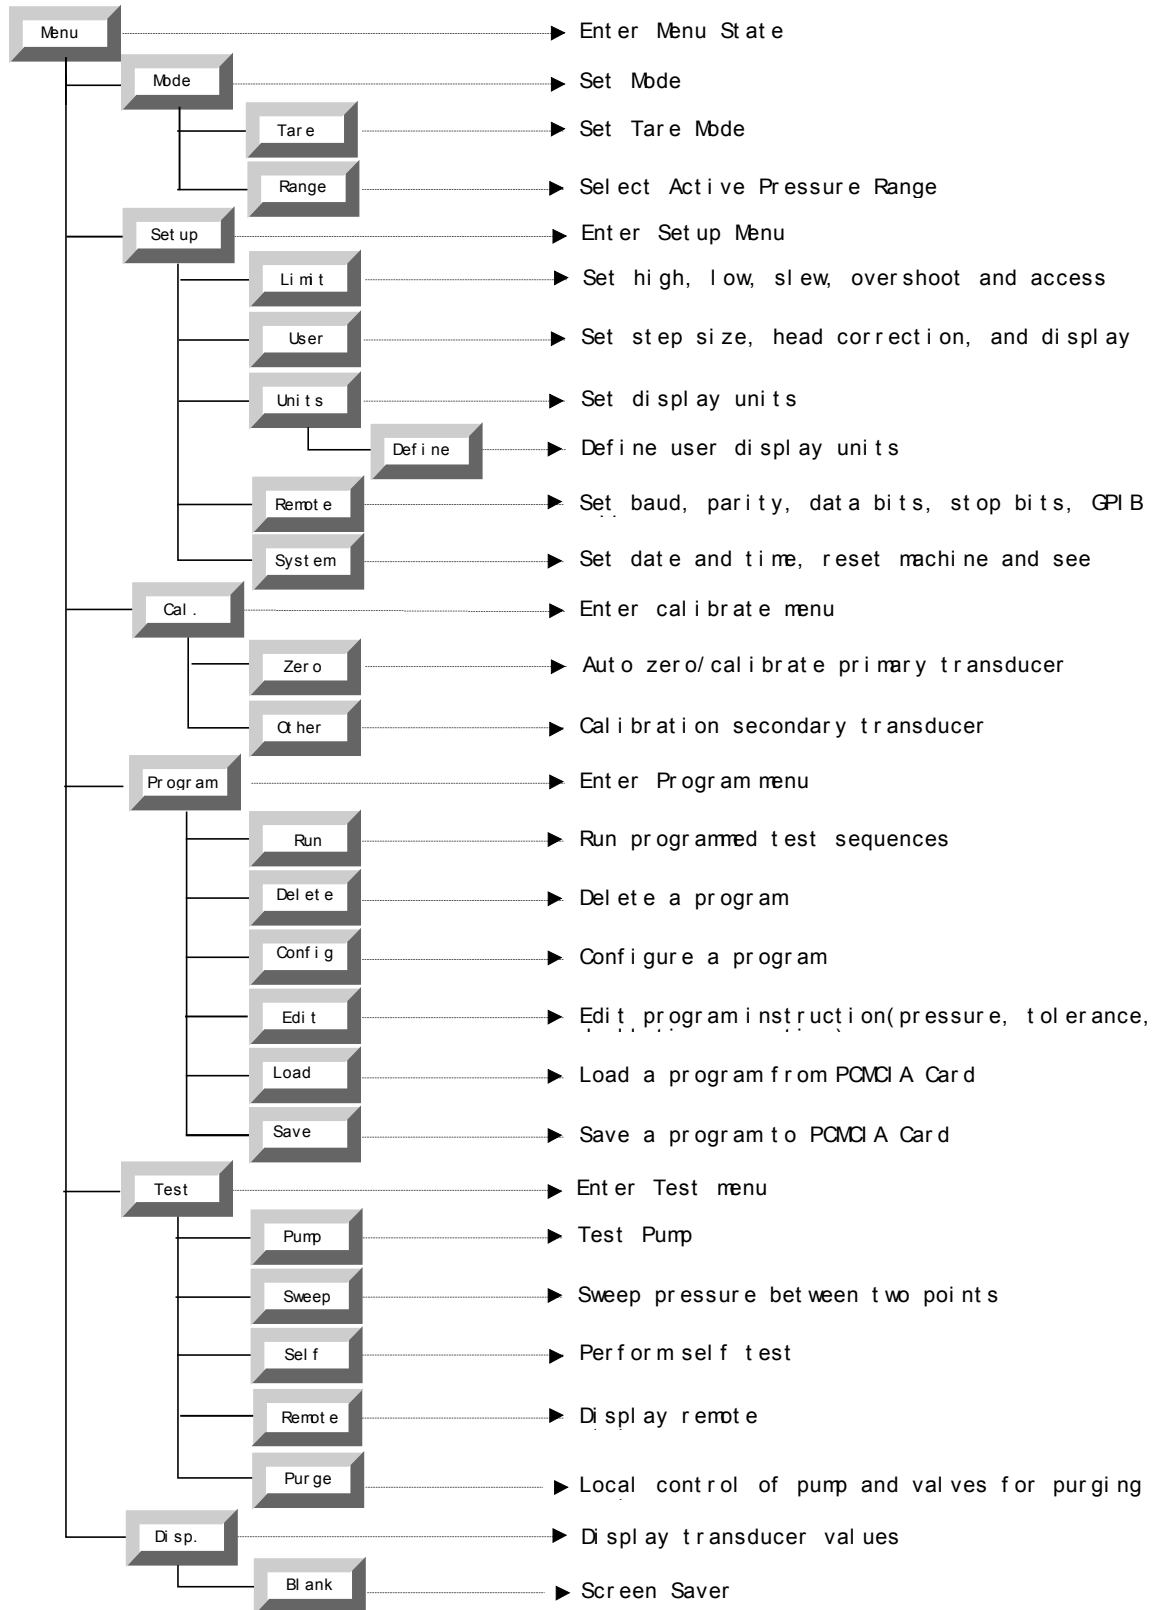 Menu Enter Menu State
Mode Set Mode
Tare Set Tare Mode
Range Select Active Pressure Range
Setup Enter Setup Menu
Limit Set high, low, slew, overshoot and access
User Set step size, head correction, and display
Units Set display units
Define Define user display units
Remote Set baud, parity, data bits, stop bits, GPIB
System Set date and time, reset machine and see
Cal. Enter calibrate menu
Zero Auto zero/calibrate primary transducer
Other Calibration secondary transducer
Program Enter Program menu
Run Run programmed test sequences
Delete Delete a program
Config Configure a program
Edit Edit program instruction(pressure, tolerance,
Load Load a program from PCMCIA Card
Save Save a program to PCMCIA Card
Test Enter Test menu
Pump Test Pump
Sweep Sweep pressure between two points
Self Perform self test
Remote Display remote
Purge Local control of pump and valves for purging
Disp. Display transducer values
Blank Screen Saver